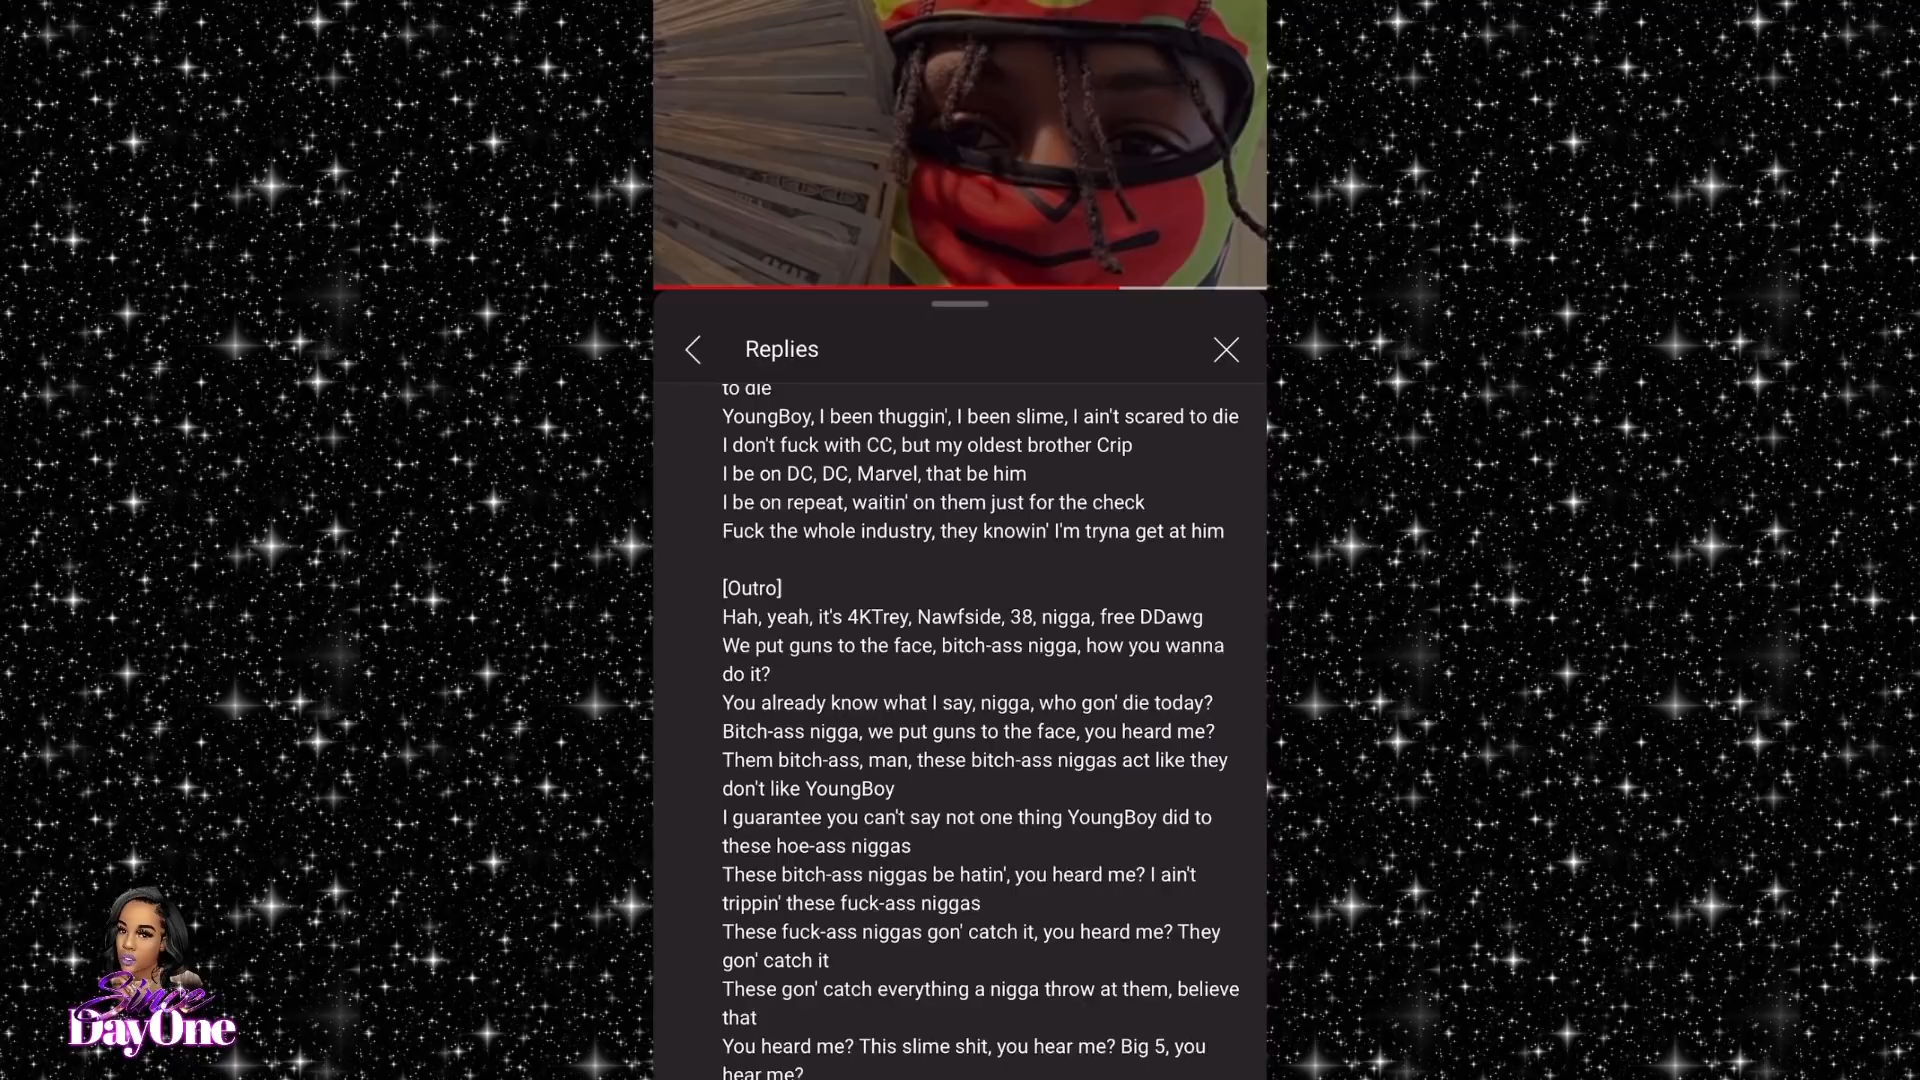 Replies
to die
YoungBoy, I been thuggin', I been slime, I ain't scared to die
I don't fuck with CC, but my oldest brother Crip
I be on DC, DC, Marvel, that be him
I be on repeat, waitin' on them just for the check
Fuck the whole industry, they knowin' I'm tryna get at him
[Outro]
Hah, yeah, it's 4KTrey, Nawfside, 38, nigga, free DDawg
We put guns to the face, bitch-ass nigga, how you wanna
do it?
You already know what I say, nigga, who gon' die today?
Bitch-ass nigga, we put guns to the face, you heard me?
Them bitch-ass, man, these bitch-ass niggas act like they
don't like YoungBoy
I guarantee you can't say not one thing YoungBoy did to
these hoe-ass niggas
These bitch-ass niggas be hatin', you heard me? I ain't
trippin' these fuck-ass niggas
These fuck-ass niggas gon' catch it, you heard me? They
gon' catch it
These gon' catch everything a nigga throw at them, believe
that
You heard me? This slime shit, you hear me? Big 5, you
hear me?
Since
DayOne